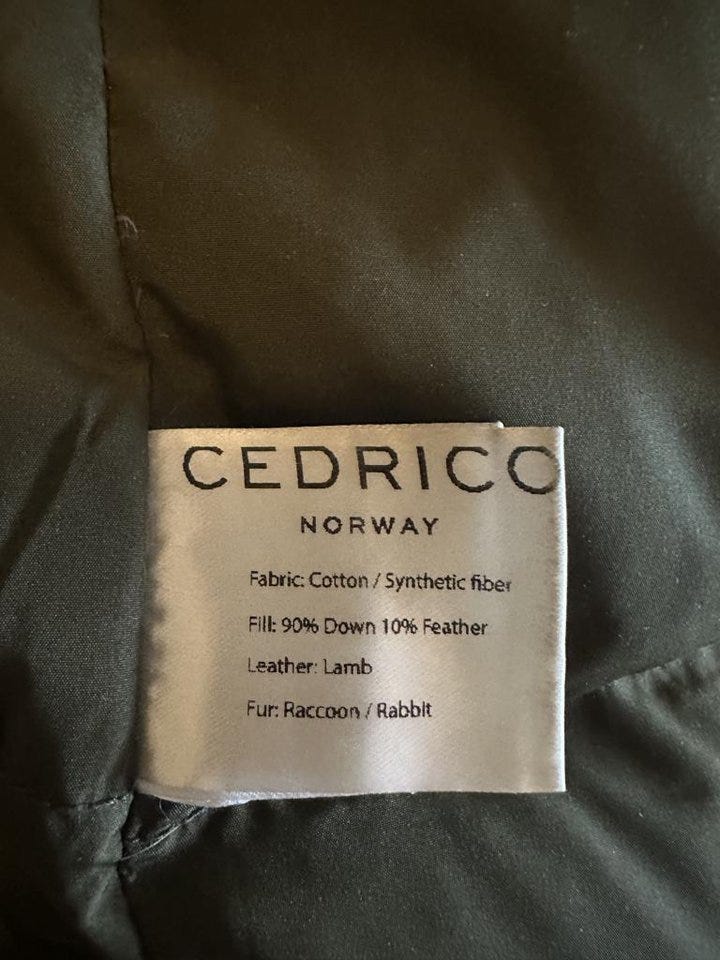 CEDRICO
NORWAY
Fabric: Cotton / Synthetic fiber
Fill: 90% Down 10% Feather
Leather: Lamb
Fur: Raccoon / Rabbit